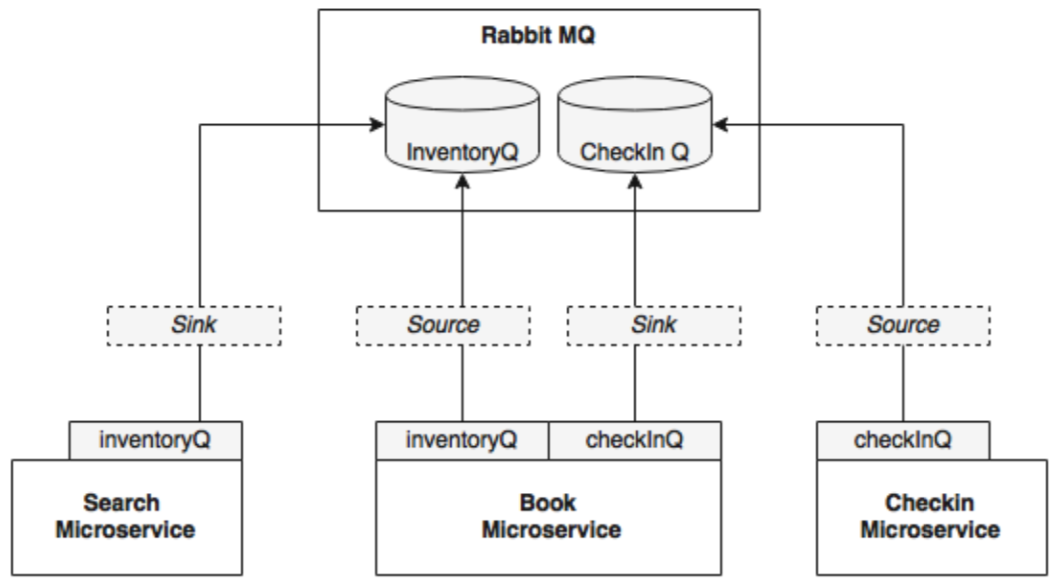 Rabbit MQ
InventoryQ
CheckIn Q
Sink
Source
Sink
Source
inventoryQ
inventoryQ
checkInQ
checkInQ
Search
Microservice
Book
Microservice
Checkin
Microservice